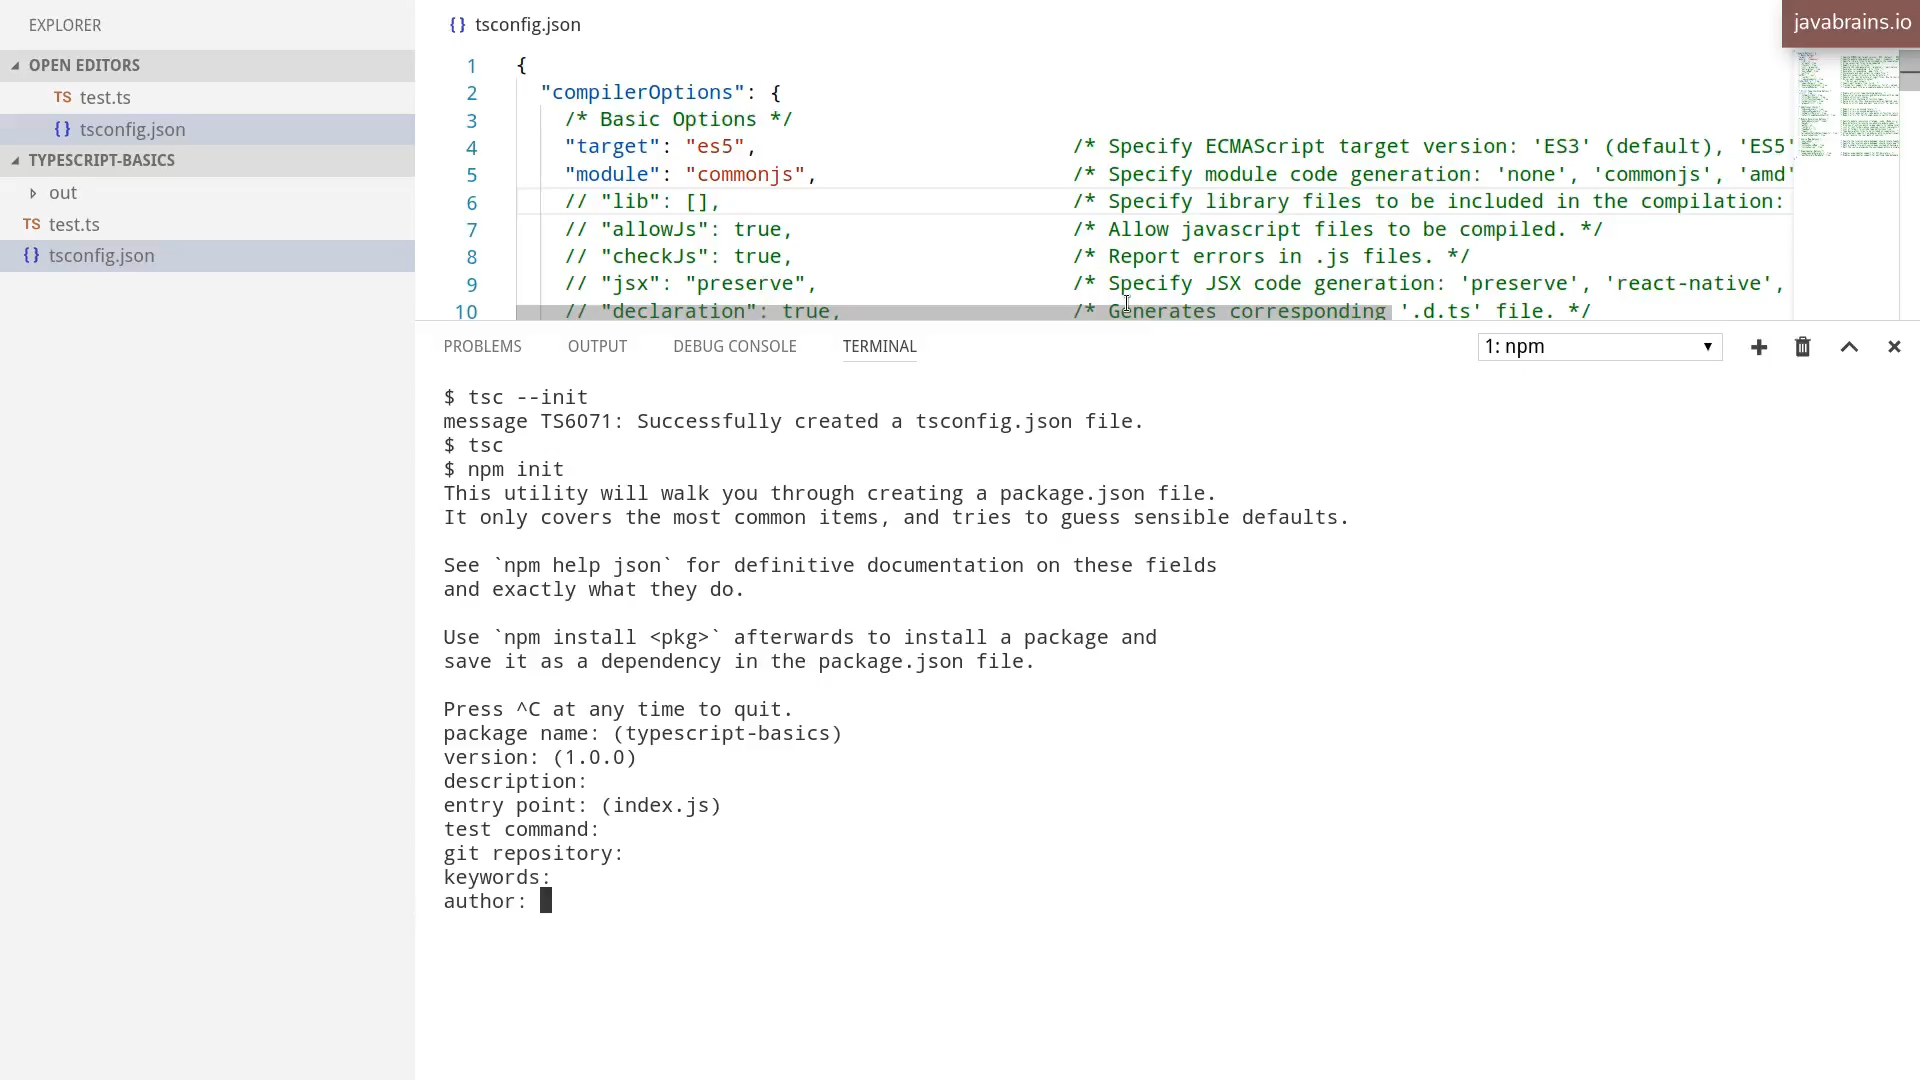 EXPLORER
OPEN EDITORS
TS test.ts
{} tsconfig.json
TYPESCRIPT-BASICS
out
TS test.ts
{} tsconfig.json
{} tsconfig.json
javabrains.io
1 {
2 "compilerOptions": {
3 /* Basic Options */
4 "target": "es5", /* Specify ECMAScript target version: 'ES3' (default), 'ES5'
5 "module": "commonjs", /* Specify module code generation: 'none', 'commonjs', 'amd'
6 // "lib": [], /* Specify library files to be included in the compilation:
7 // "allowJs": true, /* Allow javascript files to be compiled. */
8 // "checkJs": true, /* Report errors in .js files. */
9 // "jsx": "preserve", /* Specify JSX code generation: 'preserve', 'react-native',
10 // "declaration": true, /* Generates corresponding '.d.ts' file. */
PROBLEMS OUTPUT DEBUG CONSOLE TERMINAL 1: npm
$ tsc --init
message TS6071: Successfully created a tsconfig.json file.
$ tsc
$ npm init
This utility will walk you through creating a package.json file.
It only covers the most common items, and tries to guess sensible defaults.
See `npm help json` for definitive documentation on these fields
and exactly what they do.
Use `npm install <pkg>` afterwards to install a package and
save it as a dependency in the package.json file.
Press ^C at any time to quit.
package name: (typescript-basics)
version: (1.0.0)
description:
entry point: (index.js)
test command:
git repository:
keywords:
author: